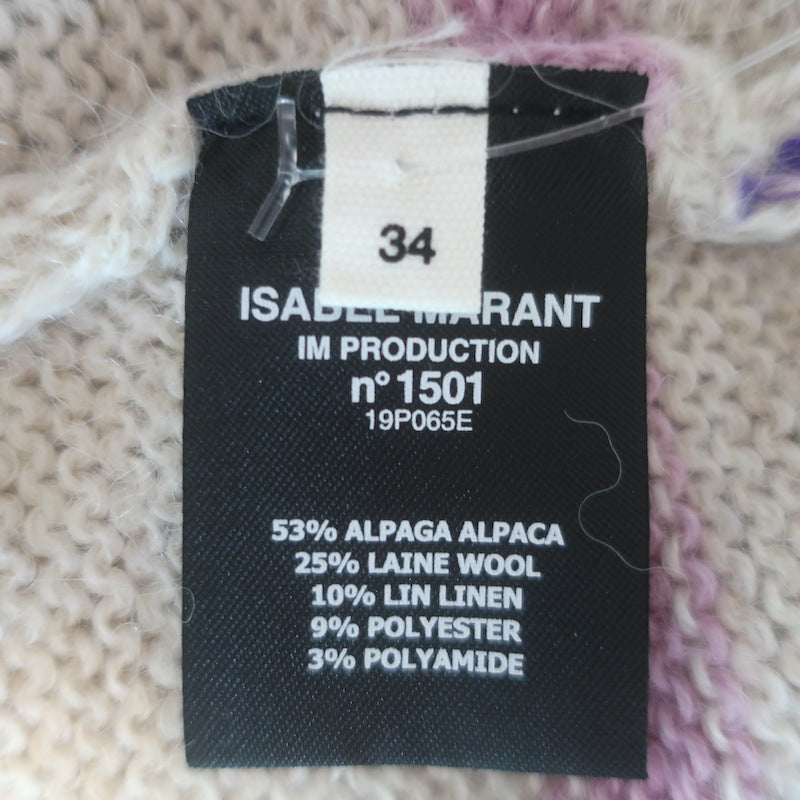 34
ISABEL MARANT
IM PRODUCTION
n° 1501
19P065E
53% ALPAGA ALPACA
25% LAINE WOOL
10% LIN LINEN
9% POLYESTER
3% POLYAMIDE